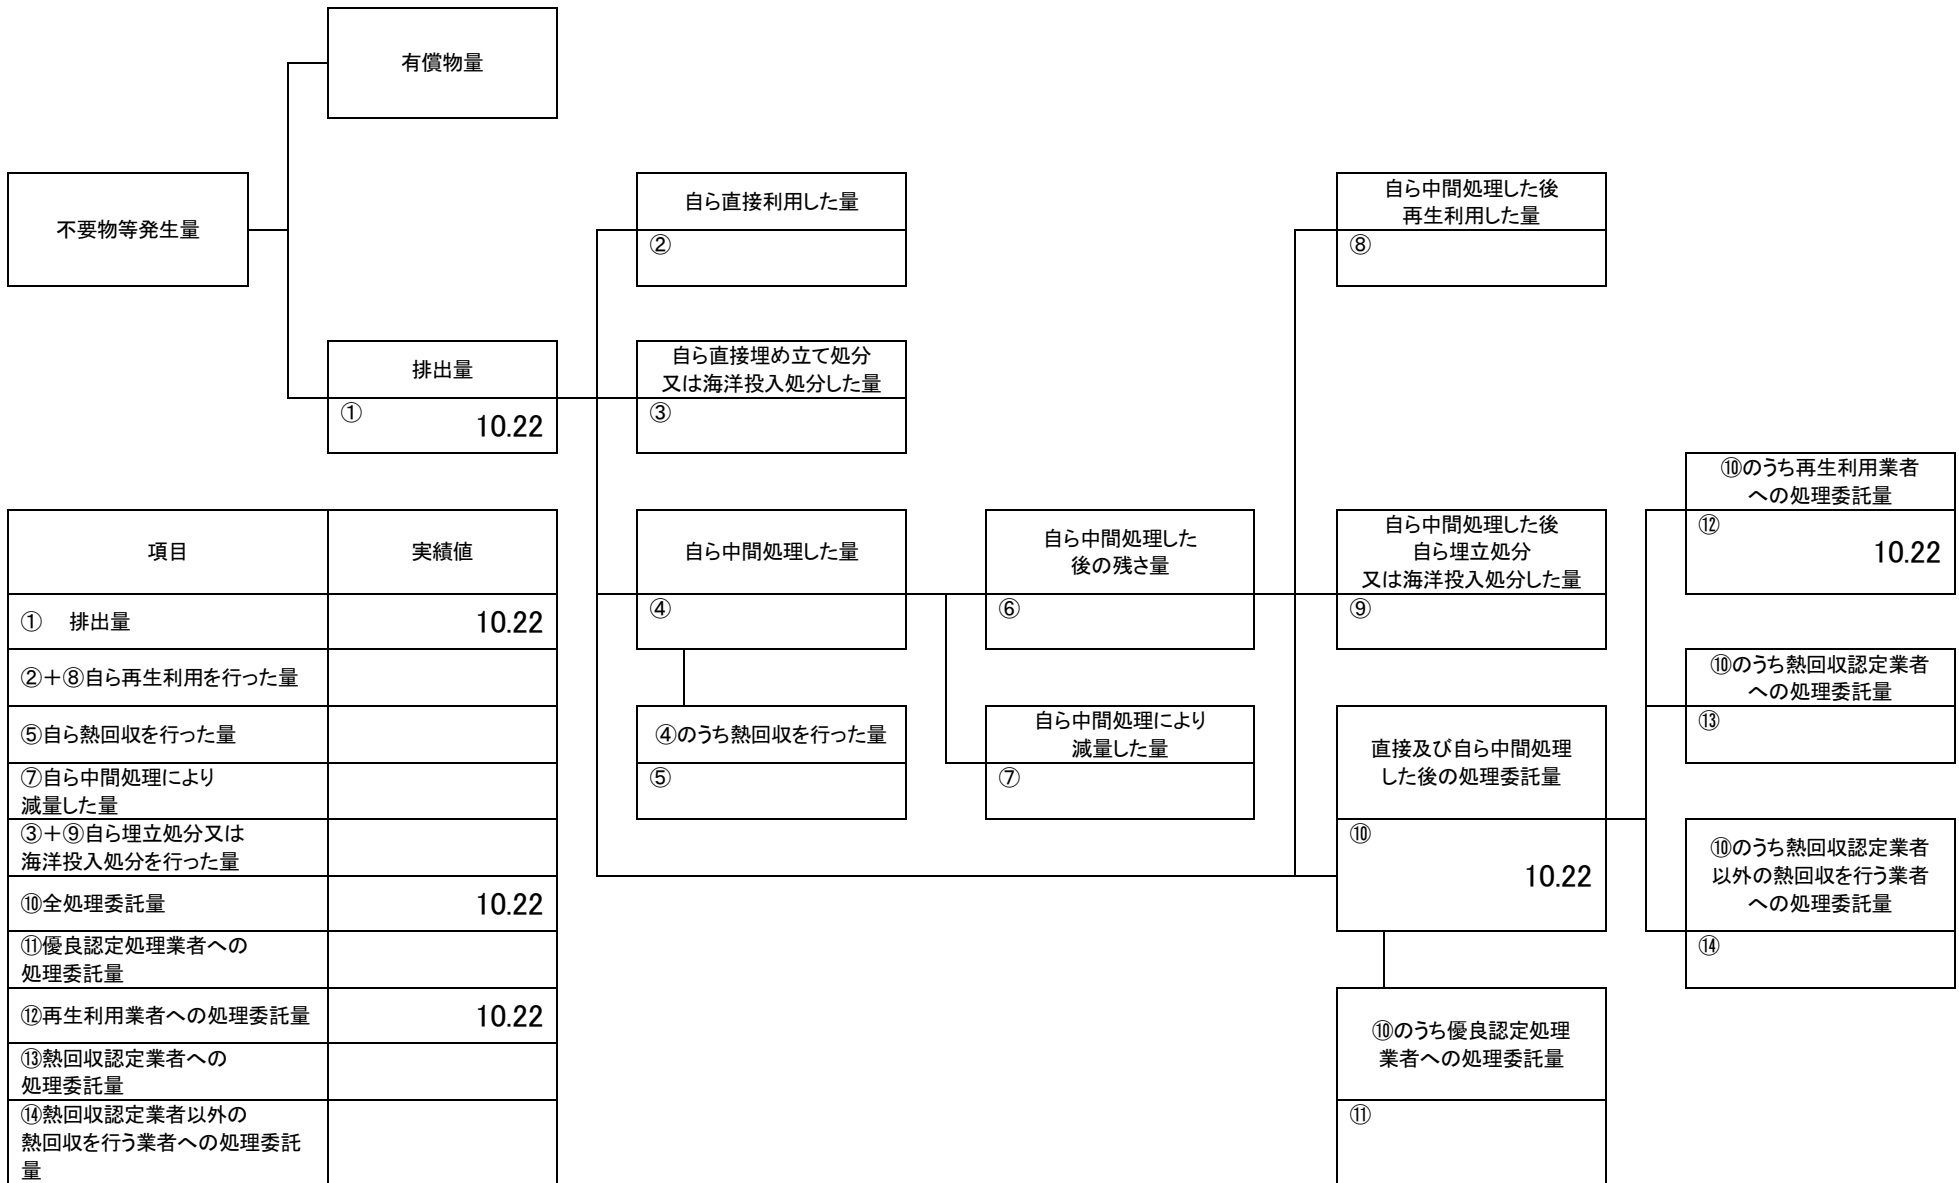 有償物量
不要物等発生量
自ら直接利用した量
②
自ら中間処理した後
再生利用した量
⑧
排出量
①
10.22
自ら直接埋め立て処分
又は海洋投入処分した量
③
自ら中間処理した量
④
自ら中間処理した
後の残さ量
⑥
自ら中間処理した後
自ら埋立処分
又は海洋投入処分した量
⑨
⑩のうち再生利用業者
への処理委託量
⑫
10.22
④のうち熱回収を行った量
⑤
自ら中間処理により
減量した量
⑦
直接及び自ら中間処理
した後の処理委託量
⑩
10.22
⑩のうち熱回収認定業者
への処理委託量
⑬
⑩のうち熱回収認定業者
以外の熱回収を行う業者
への処理委託量
⑭
⑩のうち優良認定処理
業者への処理委託量
⑪
項目 実績値
① 排出量 10.22
②+⑧自ら再生利用を行った量
⑤自ら熱回収を行った量
⑦自ら中間処理により
減量した量
③+⑨自ら埋立処分又は
海洋投入処分を行った量
⑩全処理委託量 10.22
⑪優良認定処理業者への
処理委託量
⑫再生利用業者への処理委託量 10.22
⑬熱回収認定業者への
処理委託量
⑭熱回収認定業者以外の
熱回収を行う業者への処理委託
量